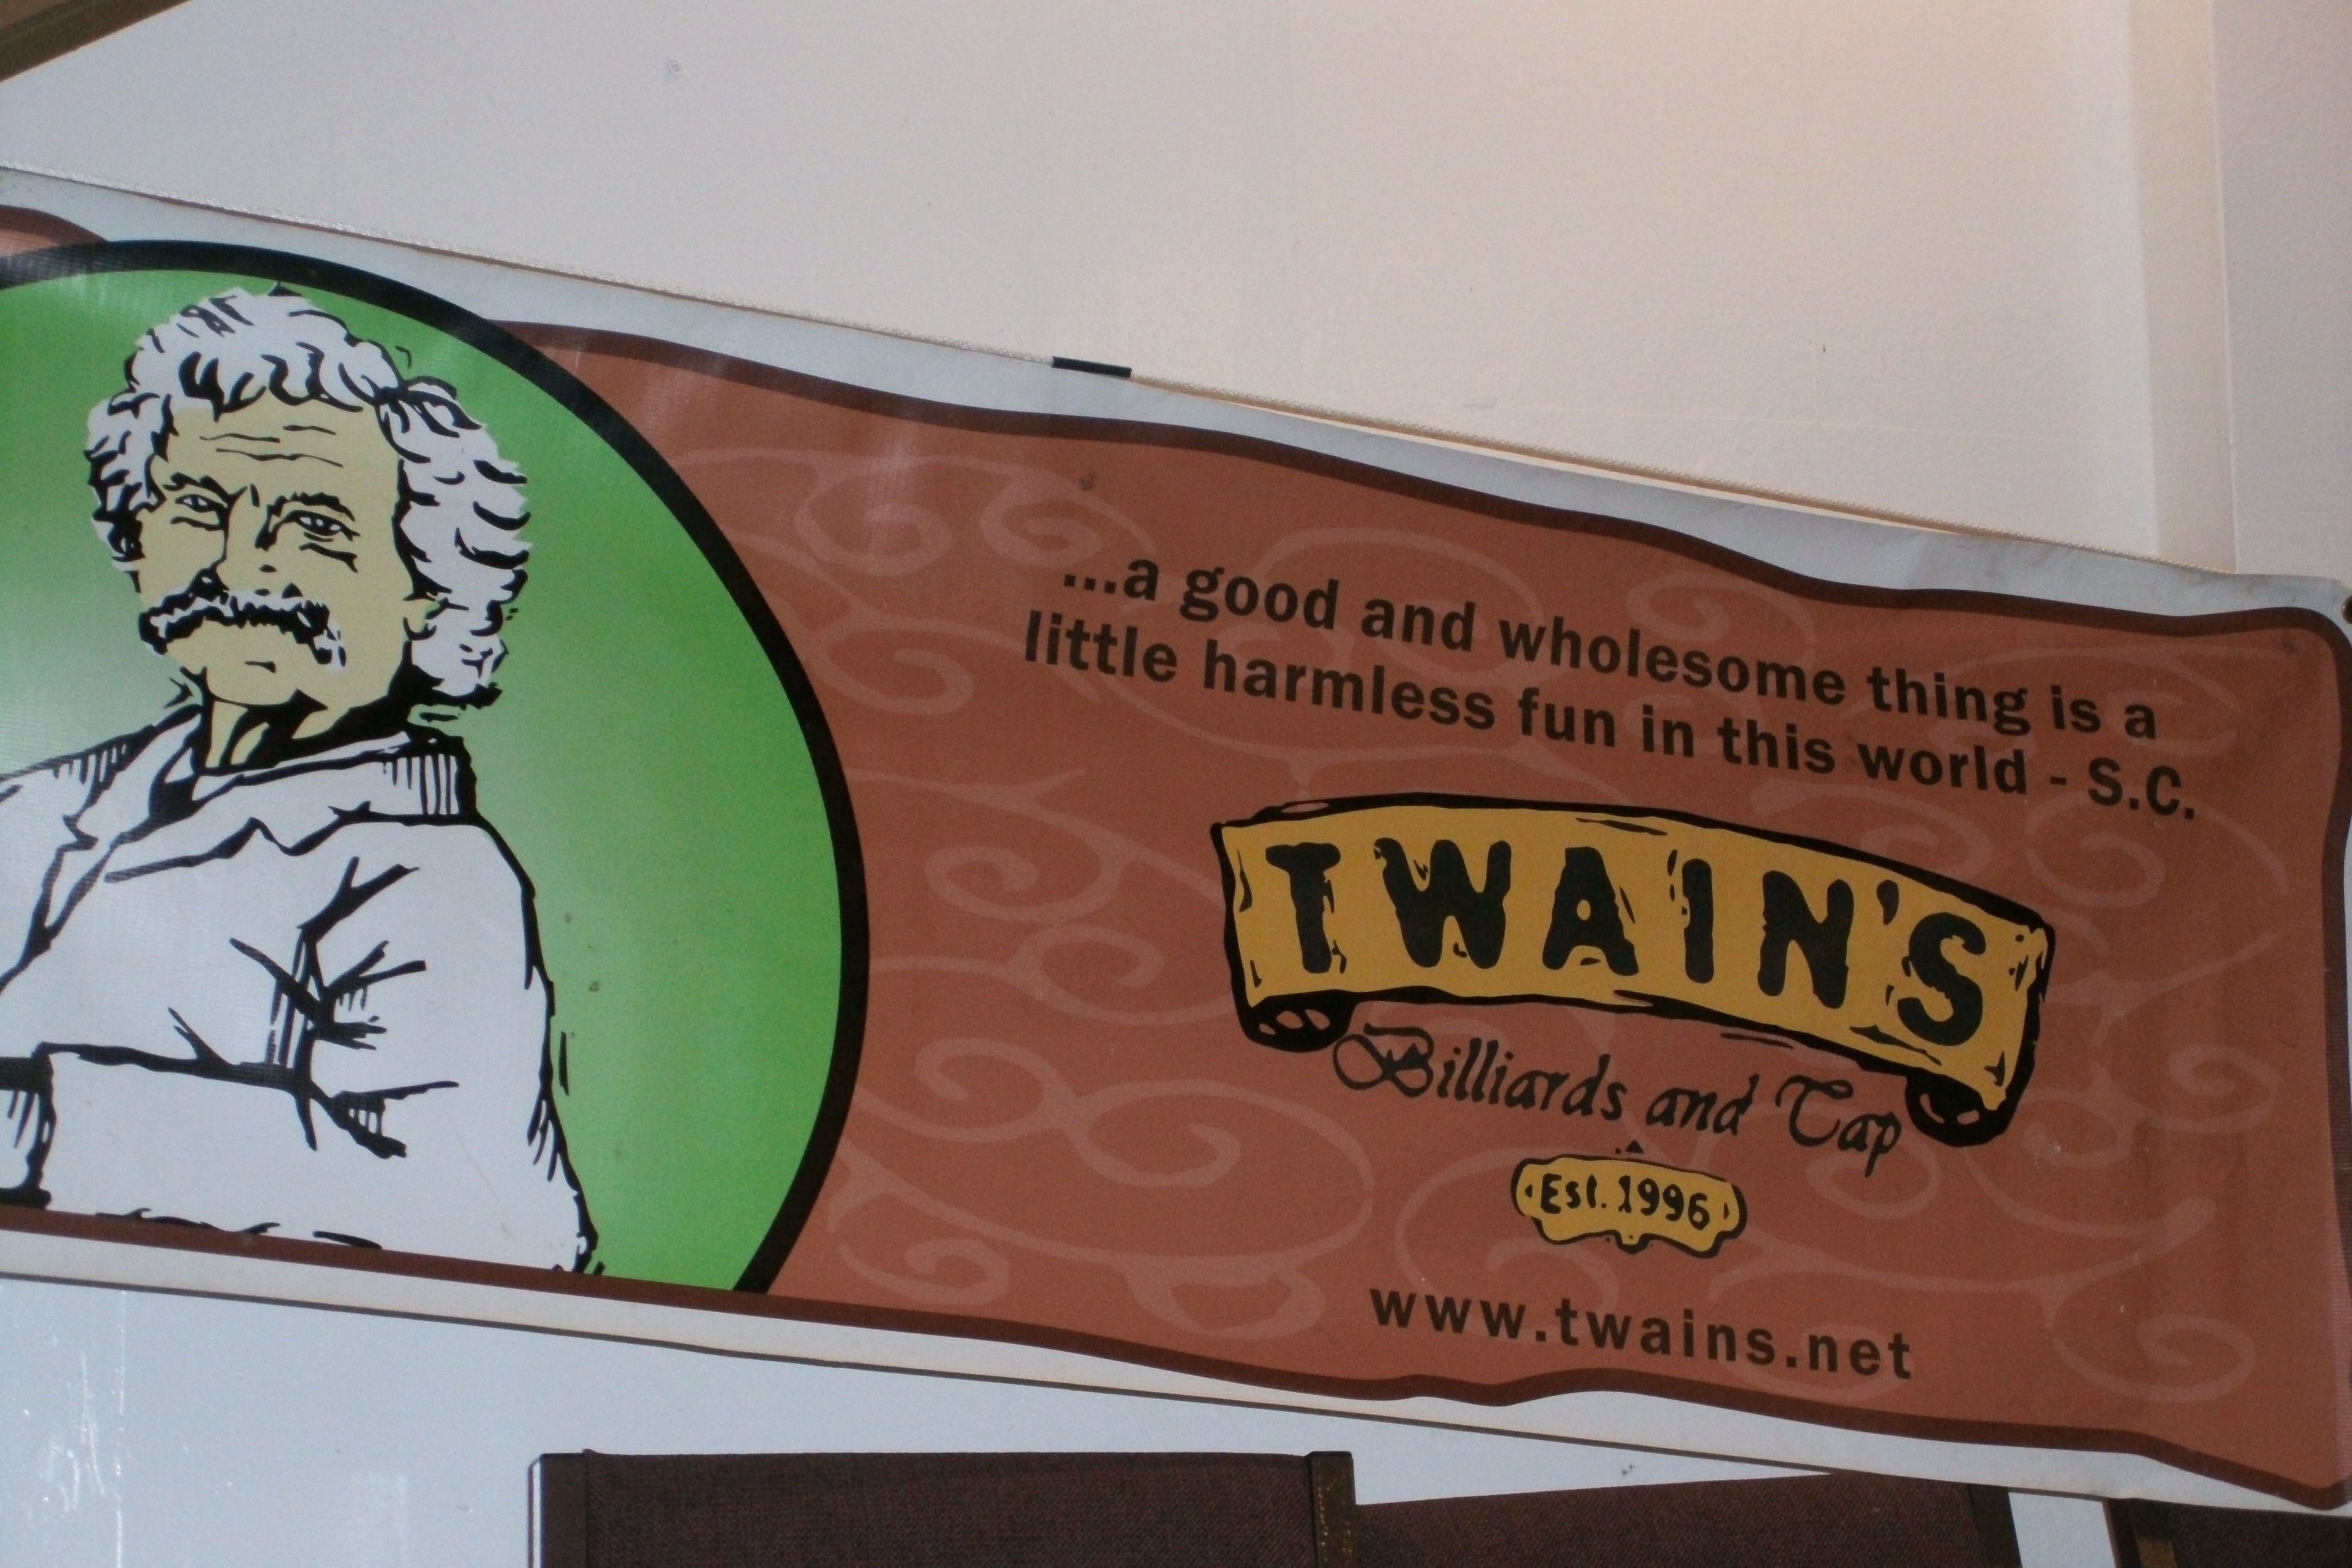 ...a good and wholesome thing is a
little harmless fun in this world - S.C.
TWAIN'S
Billiards and Tap
Est. 1996
www.twains.net